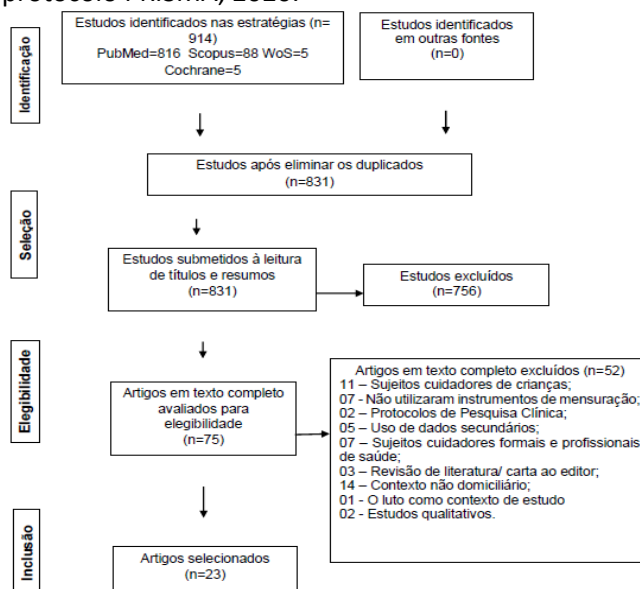 protocolo PRISMA, 2020.
Identificação
Estudos identificados nas estratégias (n=
914)
PubMed=816 Scopus=88 WoS=5
Cochrane=5
Estudos identificados
em outras fontes
(n=0)
Estudos após eliminar os duplicados
(n=831)
Seleção
Estudos submetidos à leitura
de títulos e resumos
(n=831)
Estudos excluídos
(n=756)
Elegibilidade
Artigos em texto completo
avaliados para
elegibilidade
(n=75)
Artigos em texto completo excluídos (n=52)
11 – Sujeitos cuidadores de crianças;
07 - Não utilizaram instrumentos de mensuração;
02 – Protocolos de Pesquisa Clínica;
05 – Uso de dados secundários;
07 – Sujeitos cuidadores formais e profissionais
de saúde;
03 – Revisão de literatura/ carta ao editor;
14 – Contexto não domiciliário;
01 - O luto como contexto de estudo
02 - Estudos qualitativos.
Inclusão
Artigos selecionados
(n=23)